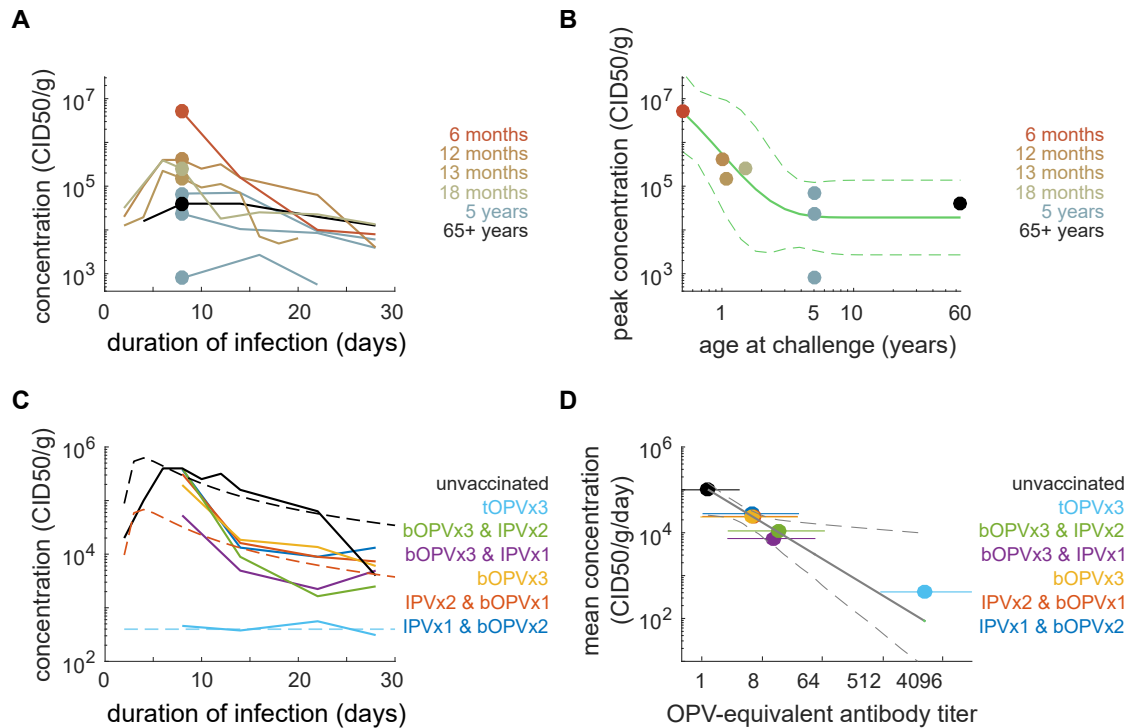 A
concentration (CID50/g)
10^7
10^5
10^3
0
10
20
30
duration of infection (days)
6 months
12 months
13 months
18 months
5 years
65+ years
B
peak concentration (CID50/g)
10^7
10^5
10^3
1
5
10
60
age at challenge (years)
6 months
12 months
13 months
18 months
5 years
65+ years
C
concentration (CID50/g)
10^6
10^4
10^2
0
10
20
30
duration of infection (days)
unvaccinated
tOPVx3
bOPVx3 & IPVx2
bOPVx3 & IPVx1
bOPVx3
IPVx2 & bOPVx1
IPVx1 & bOPVx2
D
mean concentration
(CID50/g/day)
10^6
10^4
10^2
1
8
64
512
4096
OPV-equivalent antibody titer
unvaccinated
tOPVx3
bOPVx3 & IPVx2
bOPVx3 & IPVx1
bOPVx3
IPVx2 & bOPVx1
IPVx1 & bOPVx2